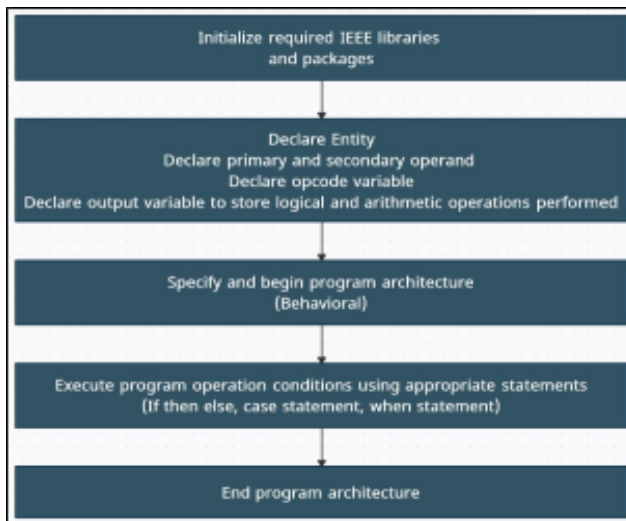 Initialize required IEEE libraries
and packages
Declare Entity
Declare primary and secondary operand
Declare opcode variable
Declare output variable to store logical and arithmetic operations performed
Specify and begin program architecture
(Behavioral)
Execute program operation conditions using appropriate statements
(If then else, case statement, when statement)
End program architecture